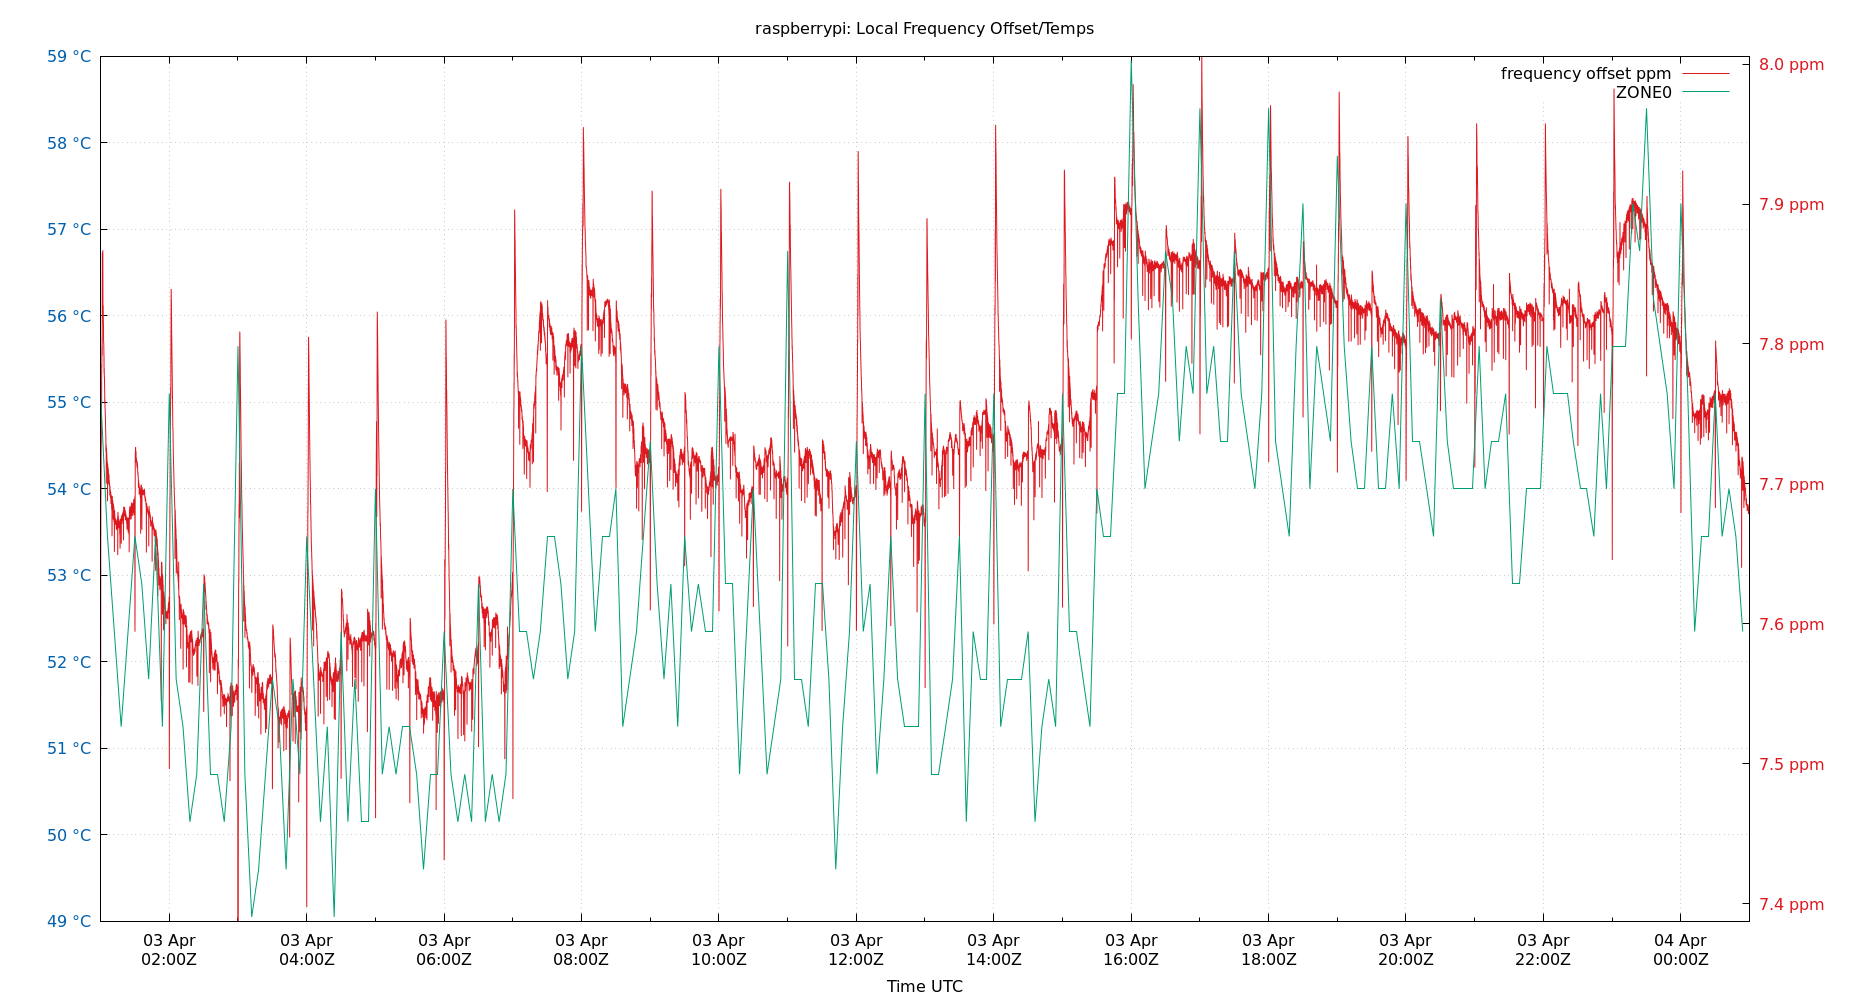 raspberrypi: Local Frequency Offset/Temps
frequency offset ppm
ZONE0
59 °C
58 °C
57 °C
56 °C
55 °C
54 °C
53 °C
52 °C
51 °C
50 °C
49 °C
8.0 ppm
7.9 ppm
7.8 ppm
7.7 ppm
7.6 ppm
7.5 ppm
7.4 ppm
03 Apr 03 Apr 03 Apr 03 Apr 03 Apr 03 Apr 03 Apr 03 Apr 03 Apr 03 Apr 03 Apr 04 Apr
02:00Z 04:00Z 06:00Z 08:00Z 10:00Z 12:00Z 14:00Z 16:00Z 18:00Z 20:00Z 22:00Z 00:00Z
Time UTC